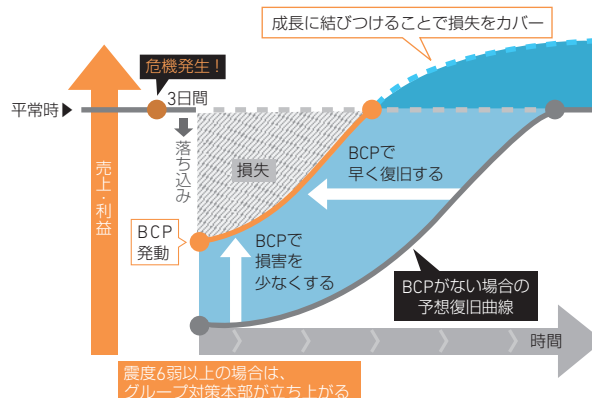 成長に結びつけることで損失をカバー
危機発生！
3日間
平常時▶
落ち込み
売上・利益
損失
BCPで
早く復旧する
BCP
発動
BCPで
損害を
少なくする
BCPがない場合の
予想復旧曲線
時間
震度6弱以上の場合は、
グループ対策本部が立ち上がる